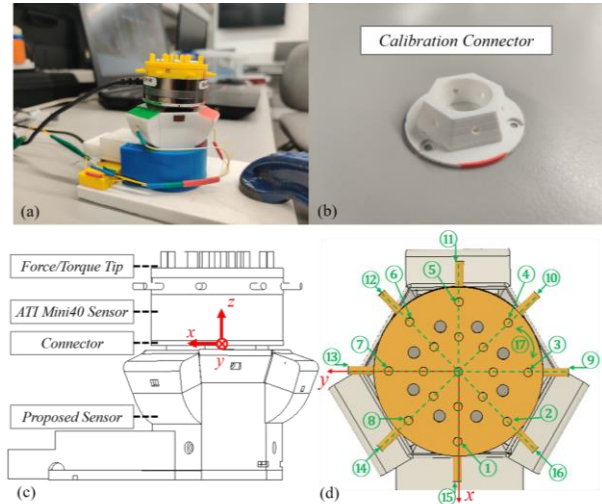 Calibration Connector
(a)
(b)
(c)
Force/Torque Tip
ATI Mini40 Sensor
Connector
Proposed Sensor
z
x
y
(d)
11
12
6
5
4
10
17
7
3
13
9
y
8
2
14
1
16
15
x